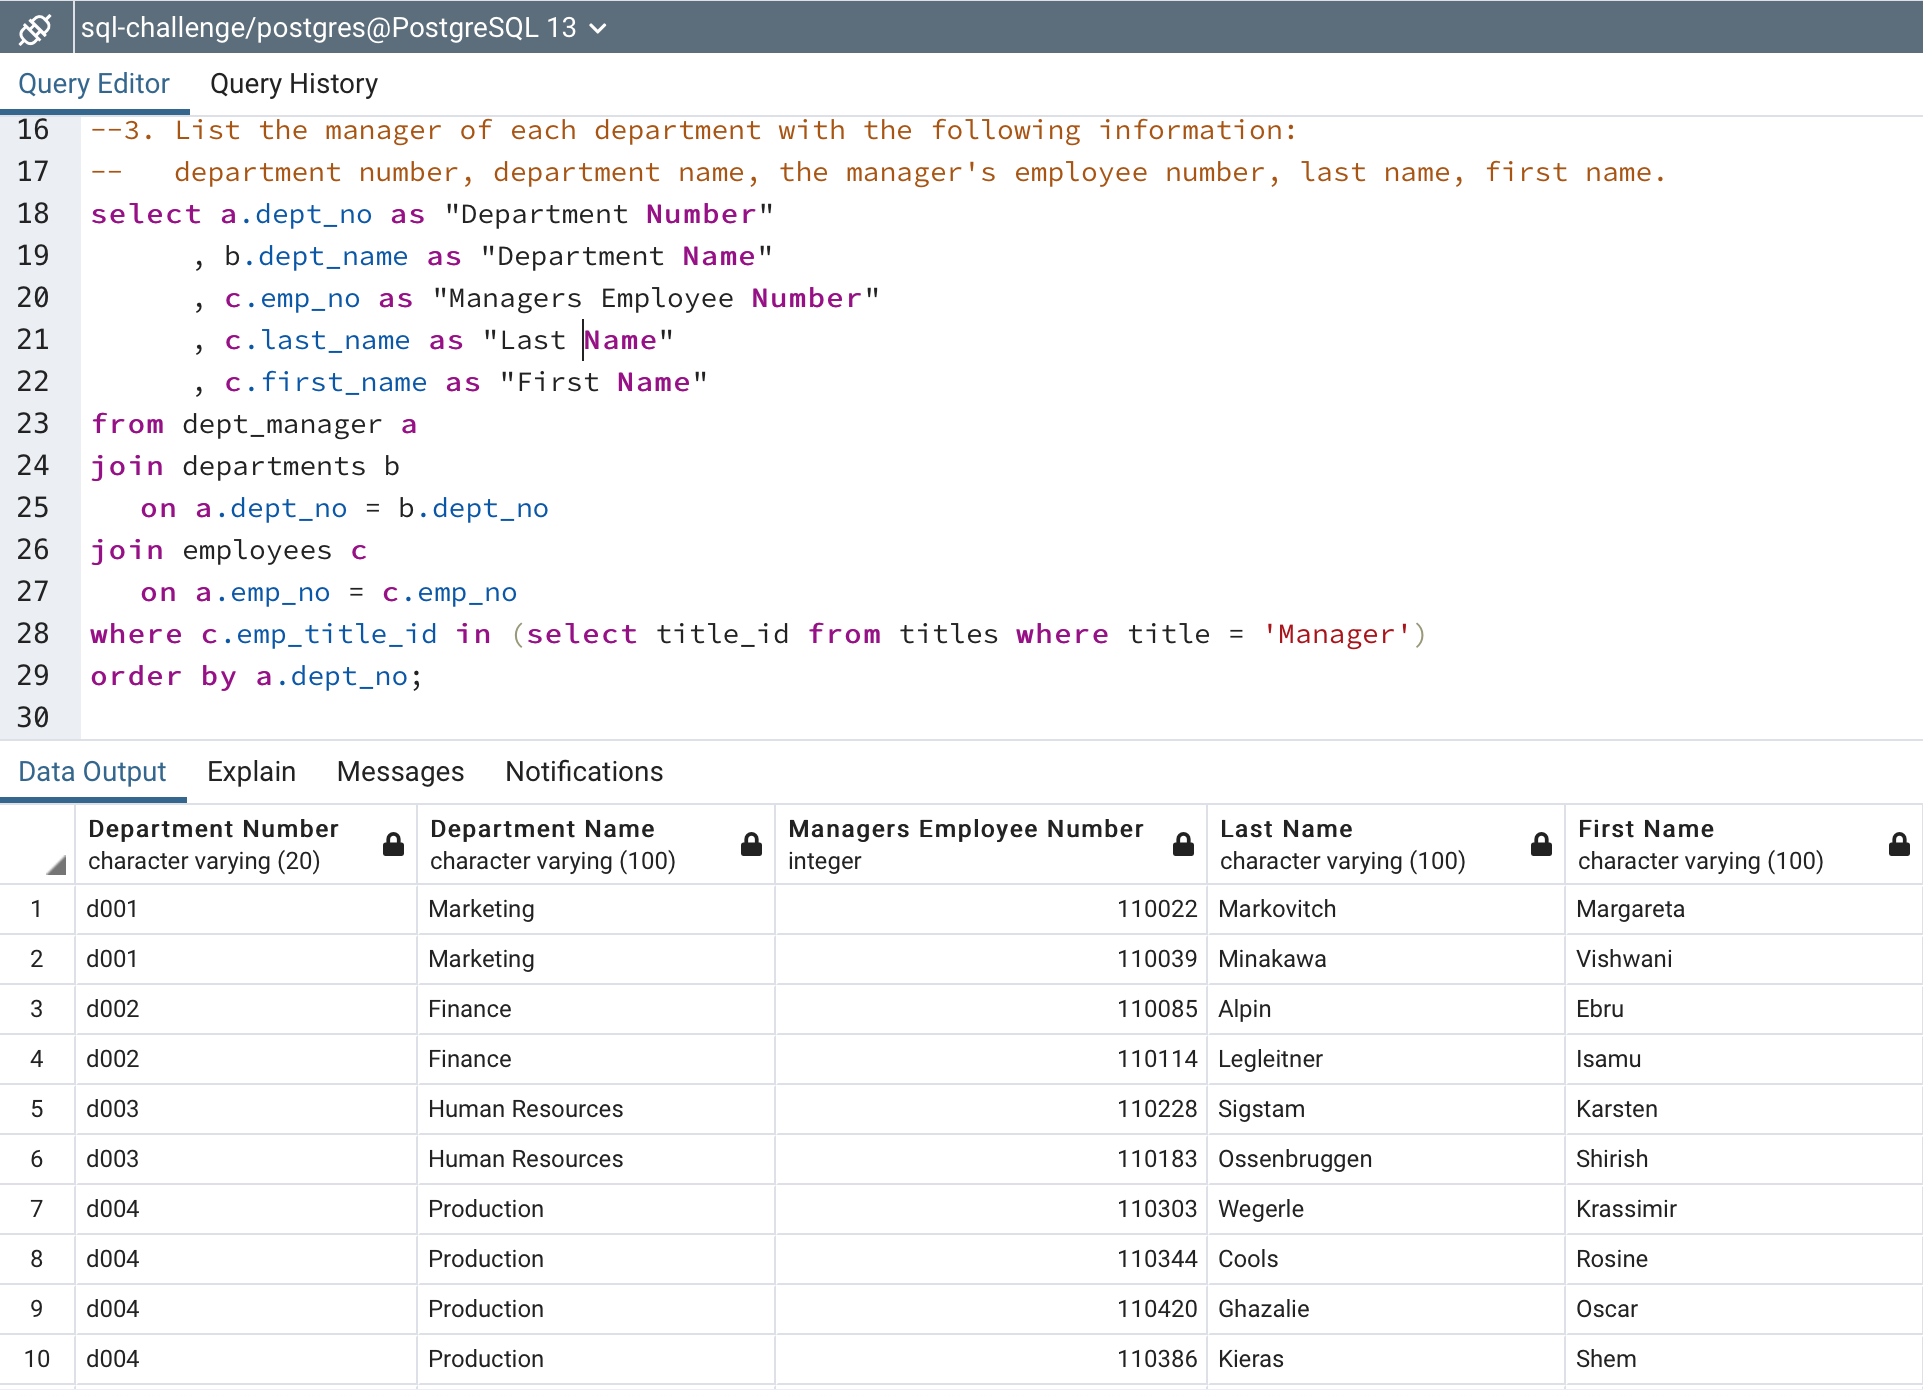 sql-challenge/postgres@PostgreSQL 13
Query Editor Query History
16 --3. List the manager of each department with the following information:
17 --   department number, department name, the manager's employee number, last name, first name.
18 select a.dept_no as "Department Number"
19       , b.dept_name as "Department Name"
20       , c.emp_no as "Managers Employee Number"
21       , c.last_name as "Last Name"
22       , c.first_name as "First Name"
23 from dept_manager a
24 join departments b
25    on a.dept_no = b.dept_no
26 join employees c
27    on a.emp_no = c.emp_no
28 where c.emp_title_id in (select title_id from titles where title = 'Manager')
29 order by a.dept_no;
30
Data Output Explain Messages Notifications
Department Number Department Name Managers Employee Number Last Name First Name
character varying (20) character varying (100) integer character varying (100) character varying (100)
1 d001 Marketing 110022 Markovitch Margareta
2 d001 Marketing 110039 Minakawa Vishwani
3 d002 Finance 110085 Alpin Ebru
4 d002 Finance 110114 Legleitner Isamu
5 d003 Human Resources 110228 Sigstam Karsten
6 d003 Human Resources 110183 Ossenbruggen Shirish
7 d004 Production 110303 Wegerle Krassimir
8 d004 Production 110344 Cools Rosine
9 d004 Production 110420 Ghazalie Oscar
10 d004 Production 110386 Kieras Shem